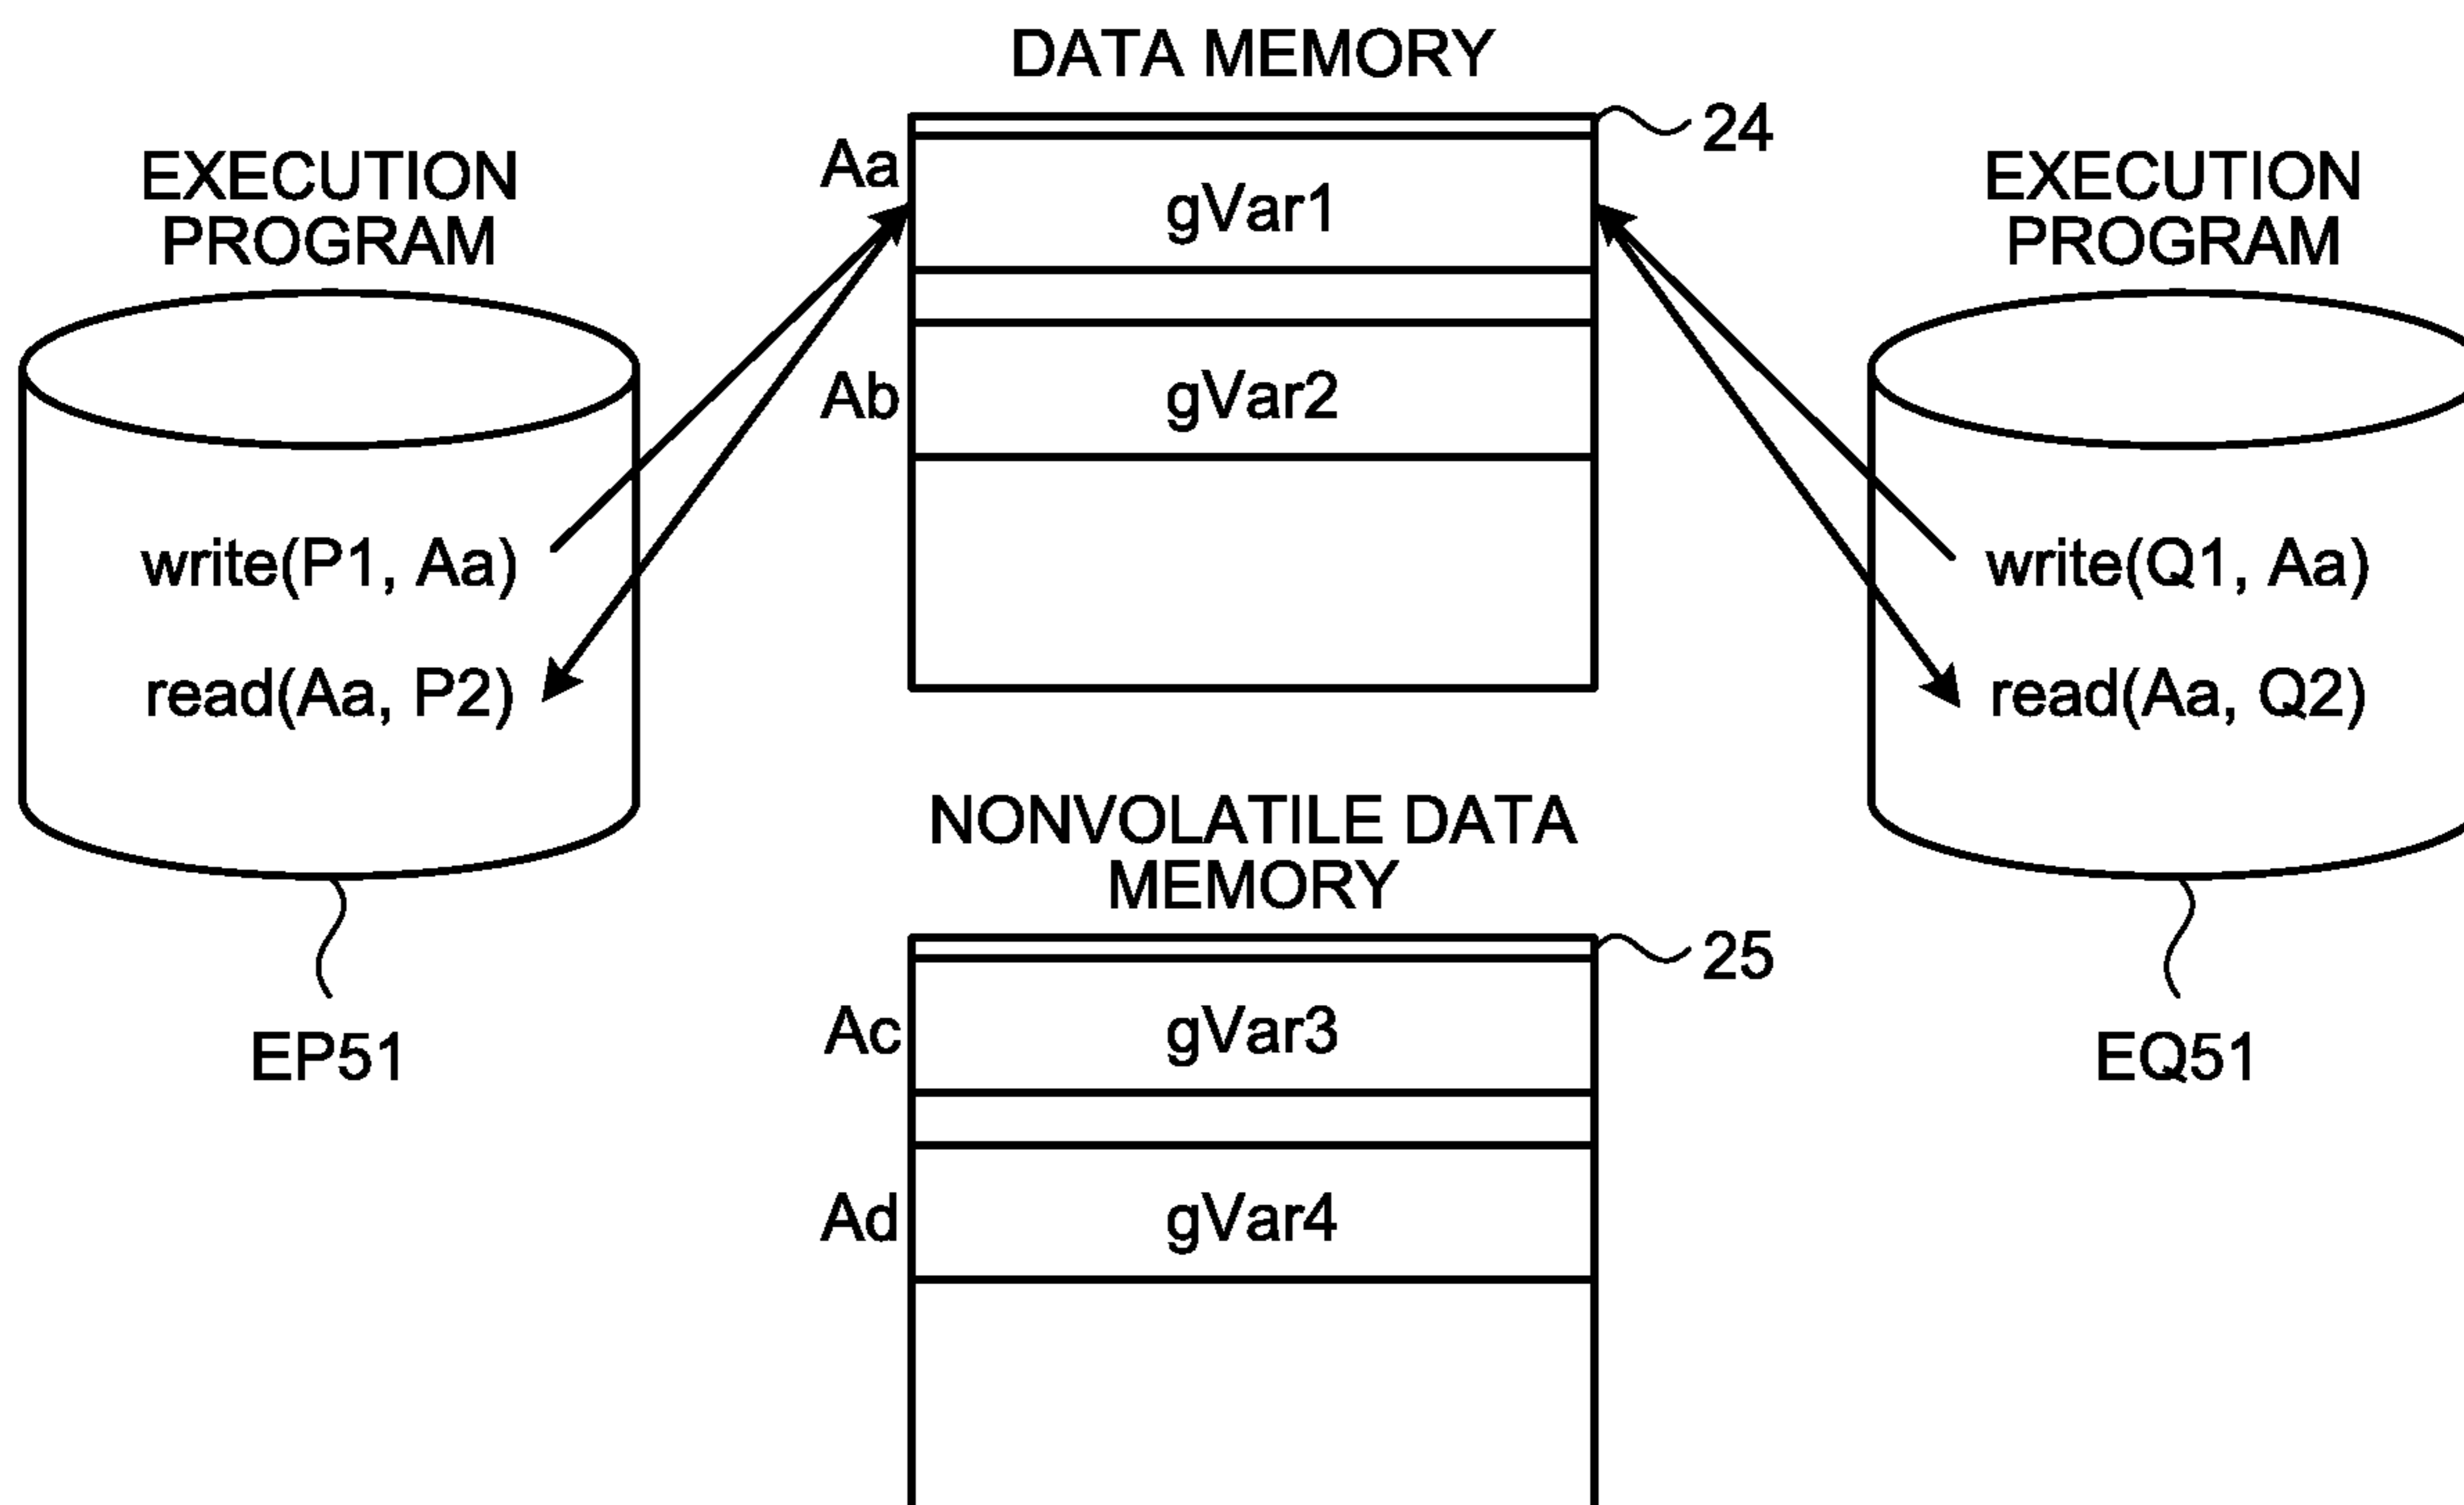 DATA MEMORY
24
EXECUTION
PROGRAM
Aa
gVar1
EXECUTION
PROGRAM
Ab
gVar2
write(P1, Aa)
read(Aa, P2)
write(Q1, Aa)
read(Aa, Q2)
NONVOLATILE DATA
MEMORY
25
Ac
gVar3
EP51
EQ51
Ad
gVar4